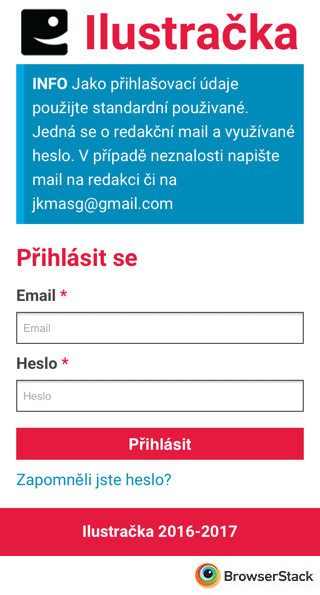 Ilustračka
INFO Jako přihlašovací údaje
použijte standardní použivané.
Jedná se o redakční mail a využívané
heslo. V případě neznalosti napište
mail na redakci či na
jkmasg@gmail.com
Přihlásit se
Email *
Email
Heslo *
Heslo
Přihlásit
Zapomněli jste heslo?
Ilustračka 2016-2017
BrowserStack